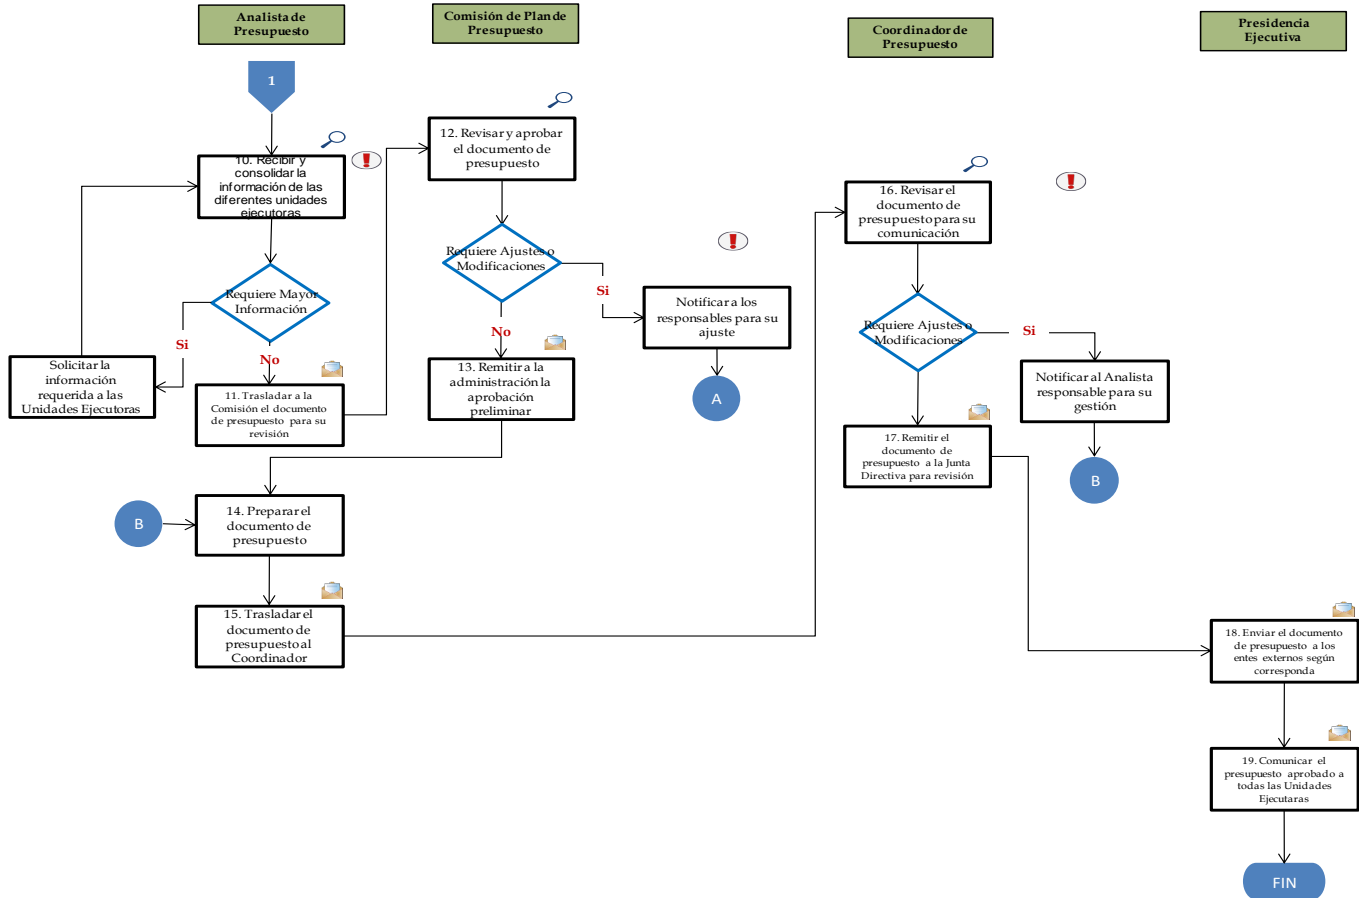 Analista de
Presupuesto
Comisión de Plan de
Presupuesto
Coordinador de
Presupuesto
Presidencia
Ejecutiva
1
10. Recibir y
consolidar la
información de las
diferentes unidades
ejecutoras
Requiere Mayor
Información
Si
No
Solicitar la
información
requerida a las
Unidades Ejecutoras
11. Trasladar a la
Comisión el documento
de presupuesto para su
revisión
12. Revisar y aprobar
el documento de
presupuesto
Requiere Ajustes o
Modificaciones
Si
No
Notificar a los
responsables para su
ajuste
A
13. Remitir a la
administración la
aprobación
preliminar
B
14. Preparar el
documento de
presupuesto
15. Trasladar el
documento de
presupuesto al
Coordinador
16. Revisar el
documento de
presupuesto para su
comunicación
Requiere Ajustes o
Modificaciones
Si
Notificar al Analista
responsable para su
gestión
B
17. Remitir el
documento de
presupuesto a la Junta
Directiva para revisión
18. Enviar el documento
de presupuesto a los
entes externos según
corresponda
19. Comunicar el
presupuesto aprobado a
todas las Unidades
Ejecutaras
FIN